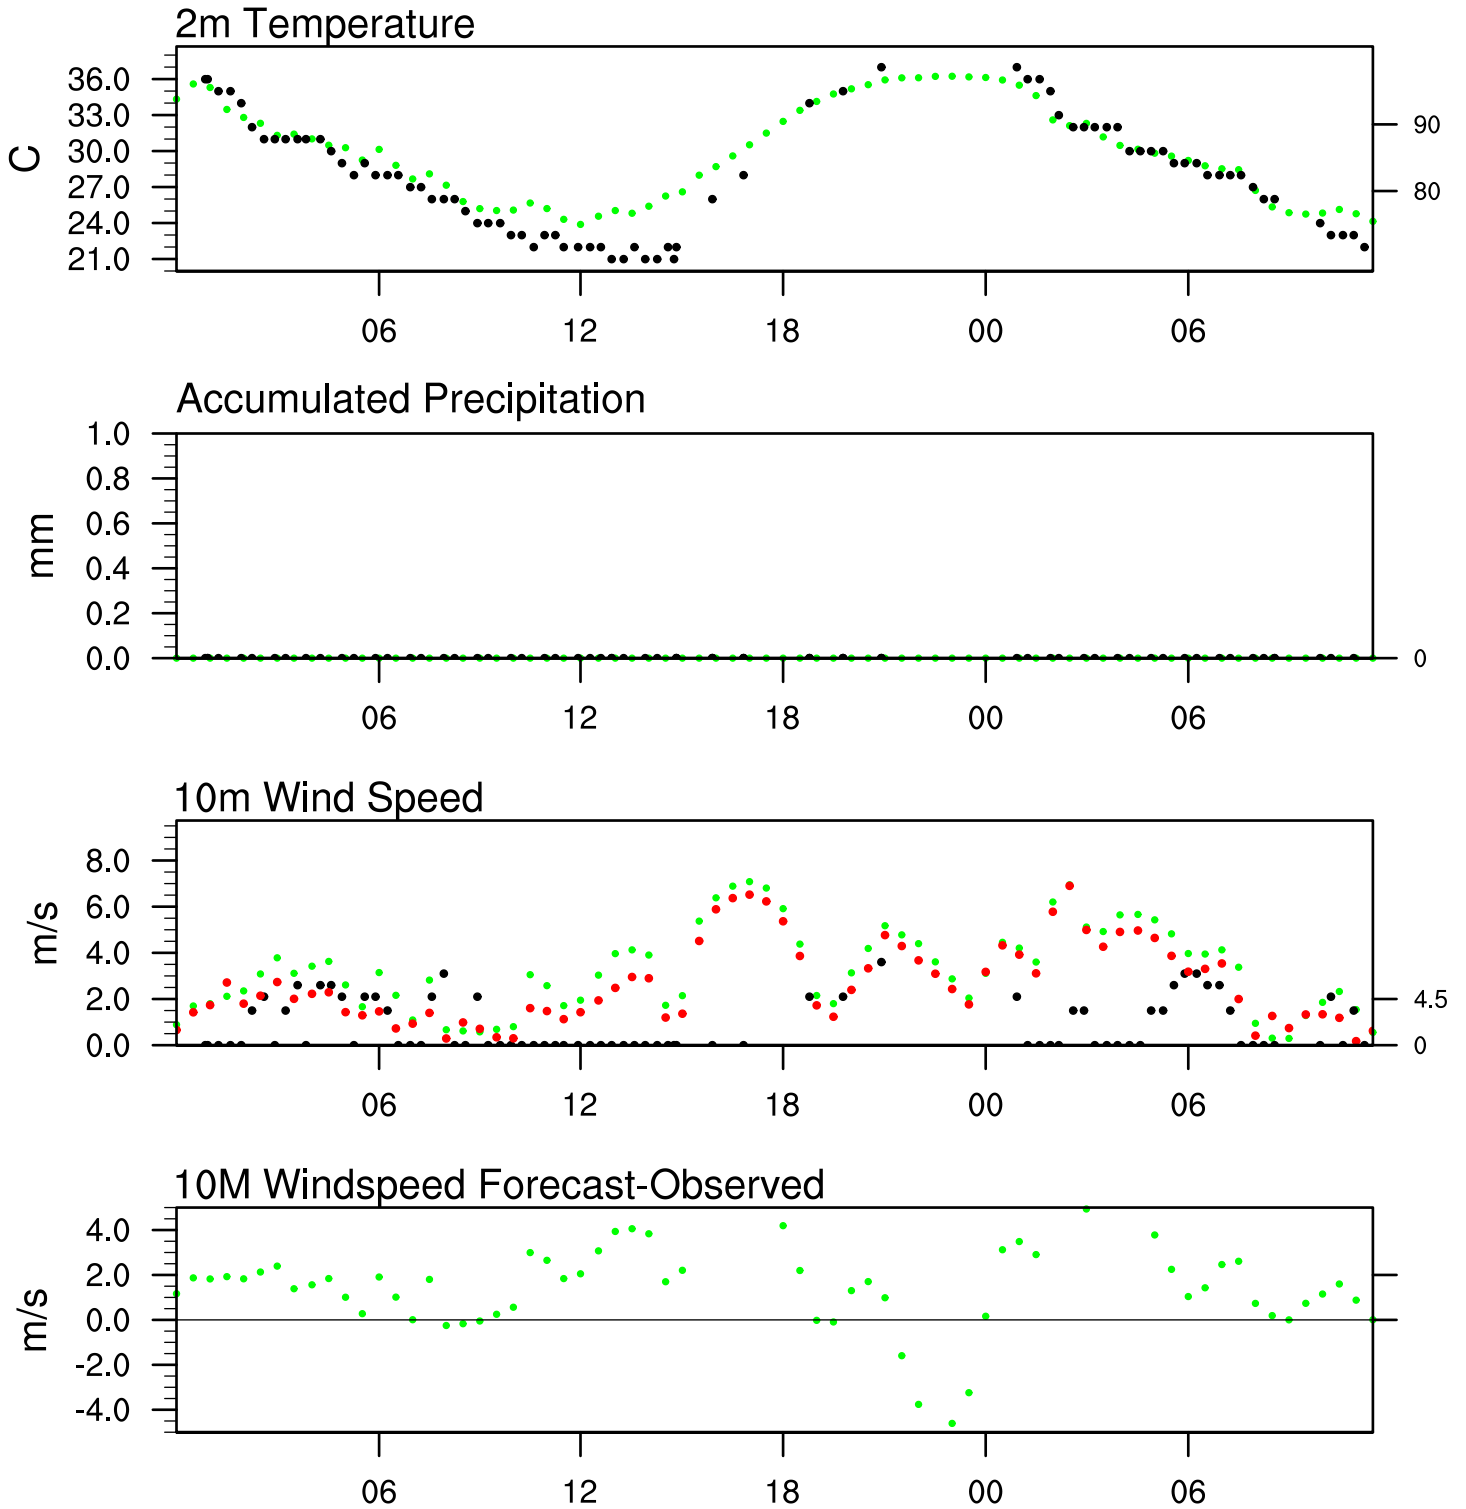 2m Temperature
36.0
33.0
90
30.0
C
27.0
80
24.0
21.0
06 12 18 00 06
Accumulated Precipitation
1.0
0.8
0.6
mm
0.4
0.2
0.0 0
06 12 18 00 06
10m Wind Speed
8.0
6.0
m/s
4.0
2.0 4.5
0.0 0
06 12 18 00 06
10M Windspeed Forecast-Observed
4.0
2.0
m/s
0.0
-2.0
-4.0
06 12 18 00 06